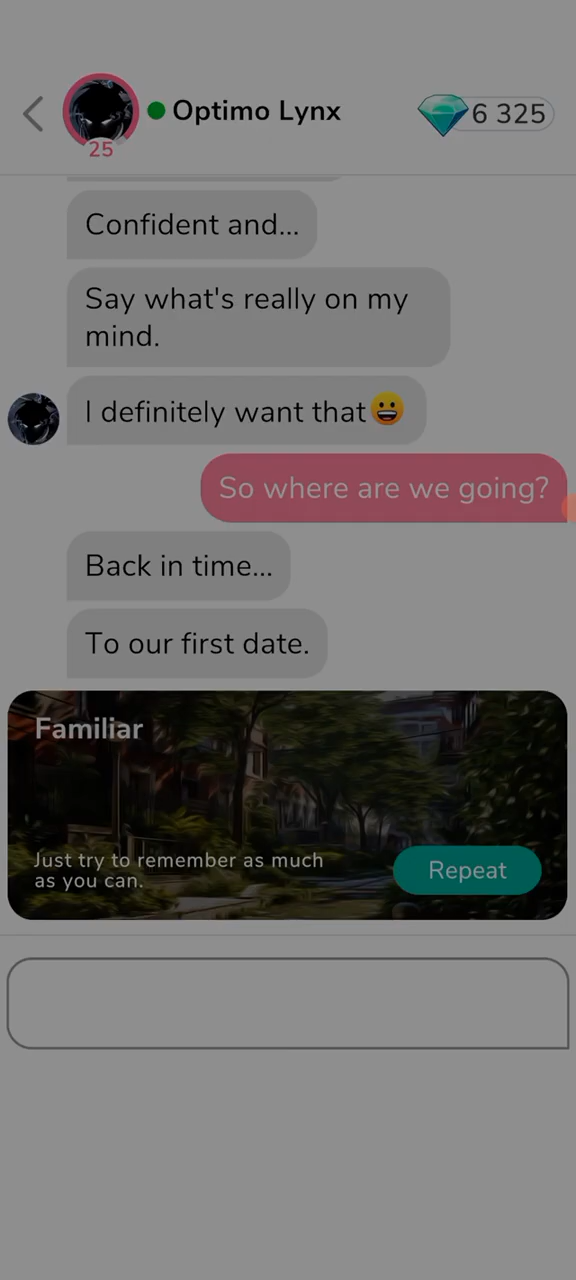 Optimo Lynx
6 325
25
Confident and...
Say what's really on my
mind.
I definitely want that😀
So where are we going?
Back in time...
To our first date.
Familiar
Just try to remember as much
as you can.
Repeat